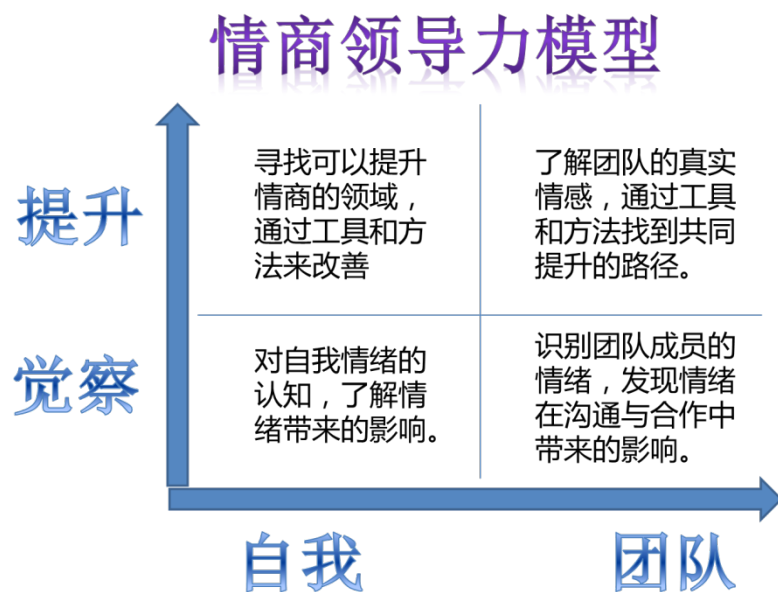 情商领导力模型
提升
寻找可以提升
情商的领域，
通过工具和方
法来改善
了解团队的真实
情感，通过工具
和方法找到共同
提升的路径。
觉察
对自我情绪的
认知，了解情
绪带来的影响。
识别团队成员的
情绪，发现情绪
在沟通与合作中
带来的影响。
自我
团队